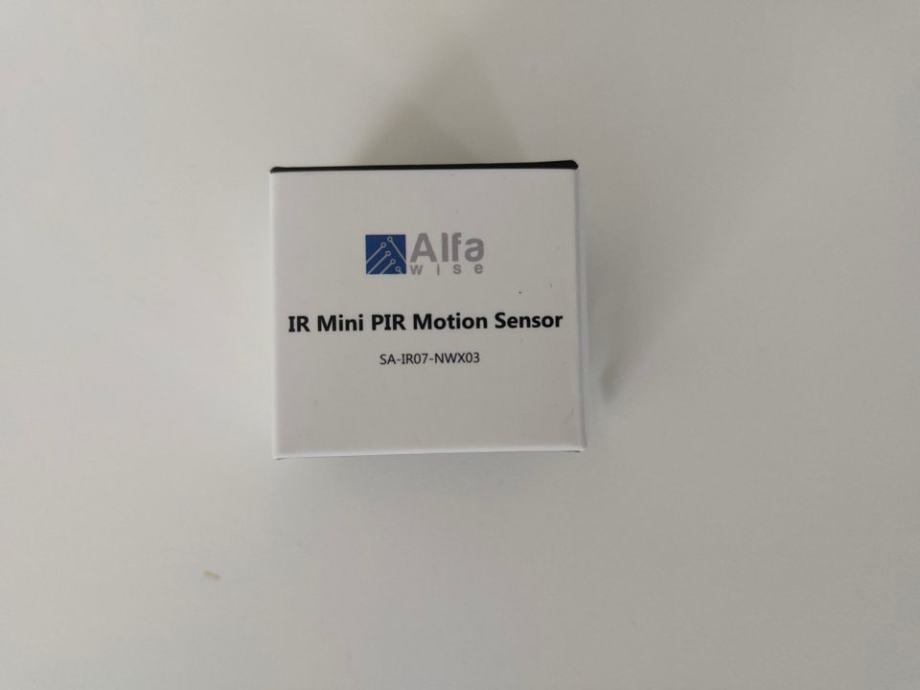 Alfa
wise
IR Mini PIR Motion Sensor
SA-IR07-NWX03